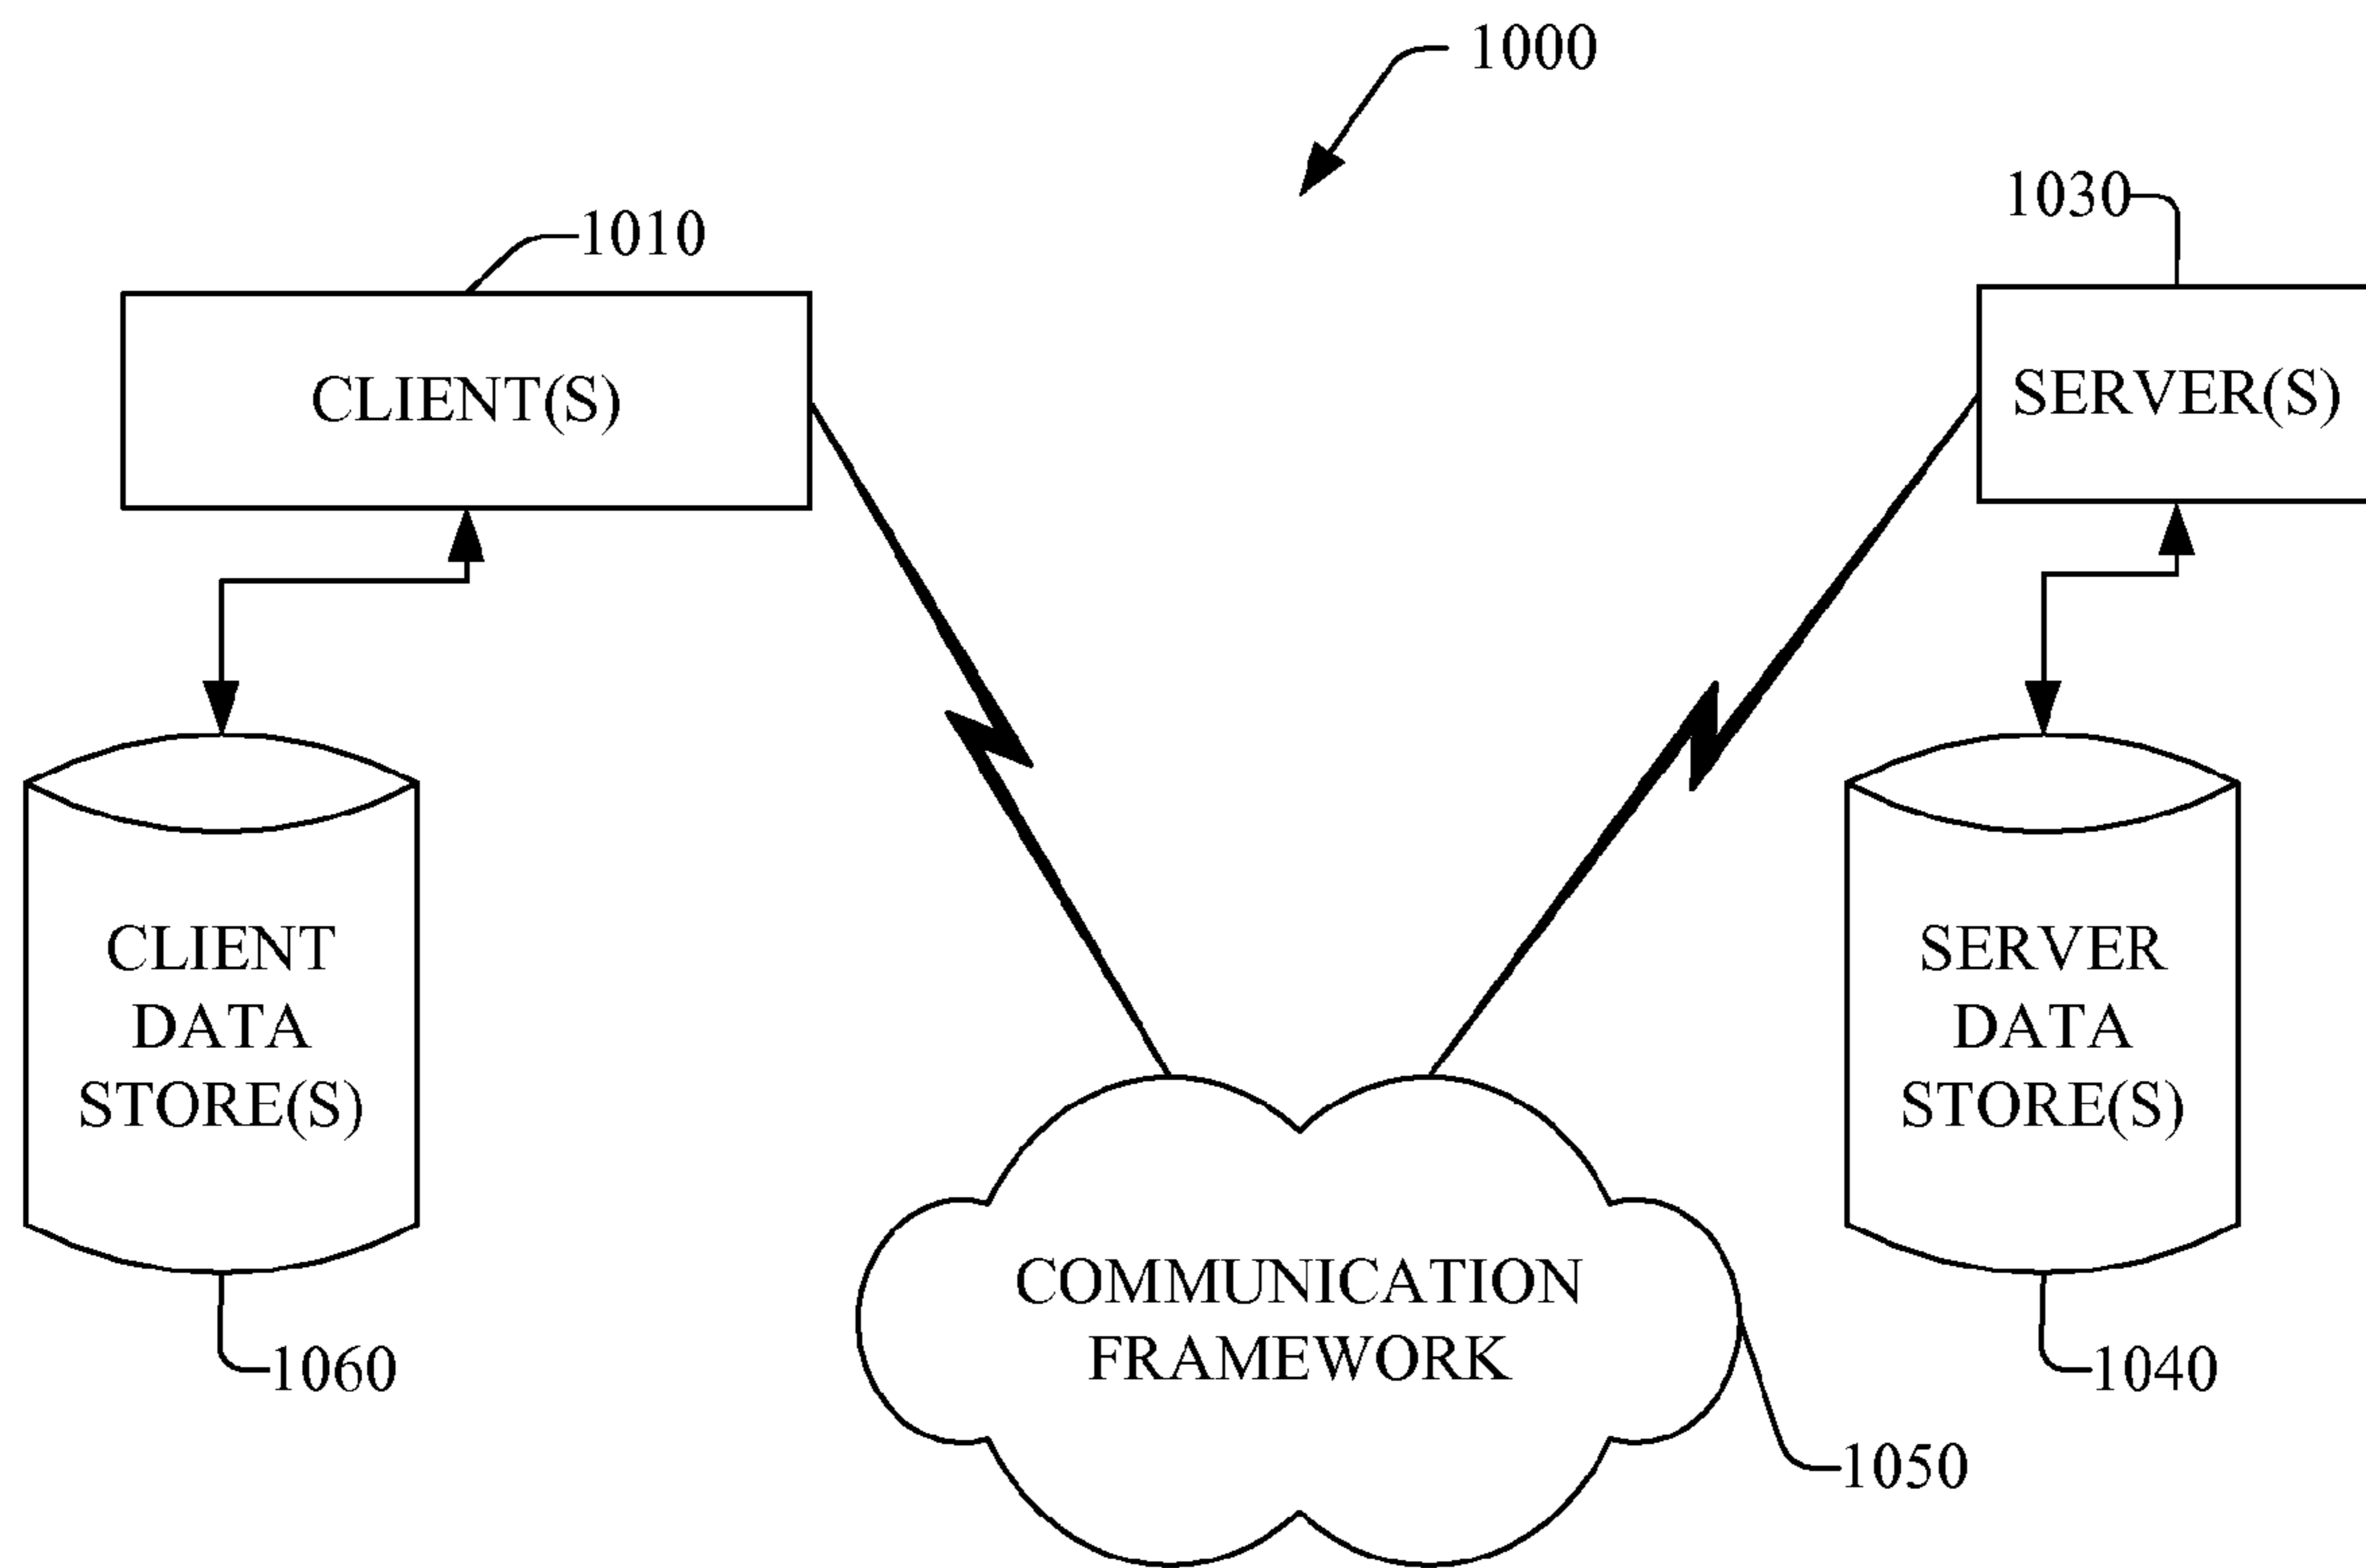 1000
1010
1030
CLIENT(S)
SERVER(S)
CLIENT
DATA
STORE(S)
SERVER
DATA
STORE(S)
COMMUNICATION
FRAMEWORK
1060
1040
1050